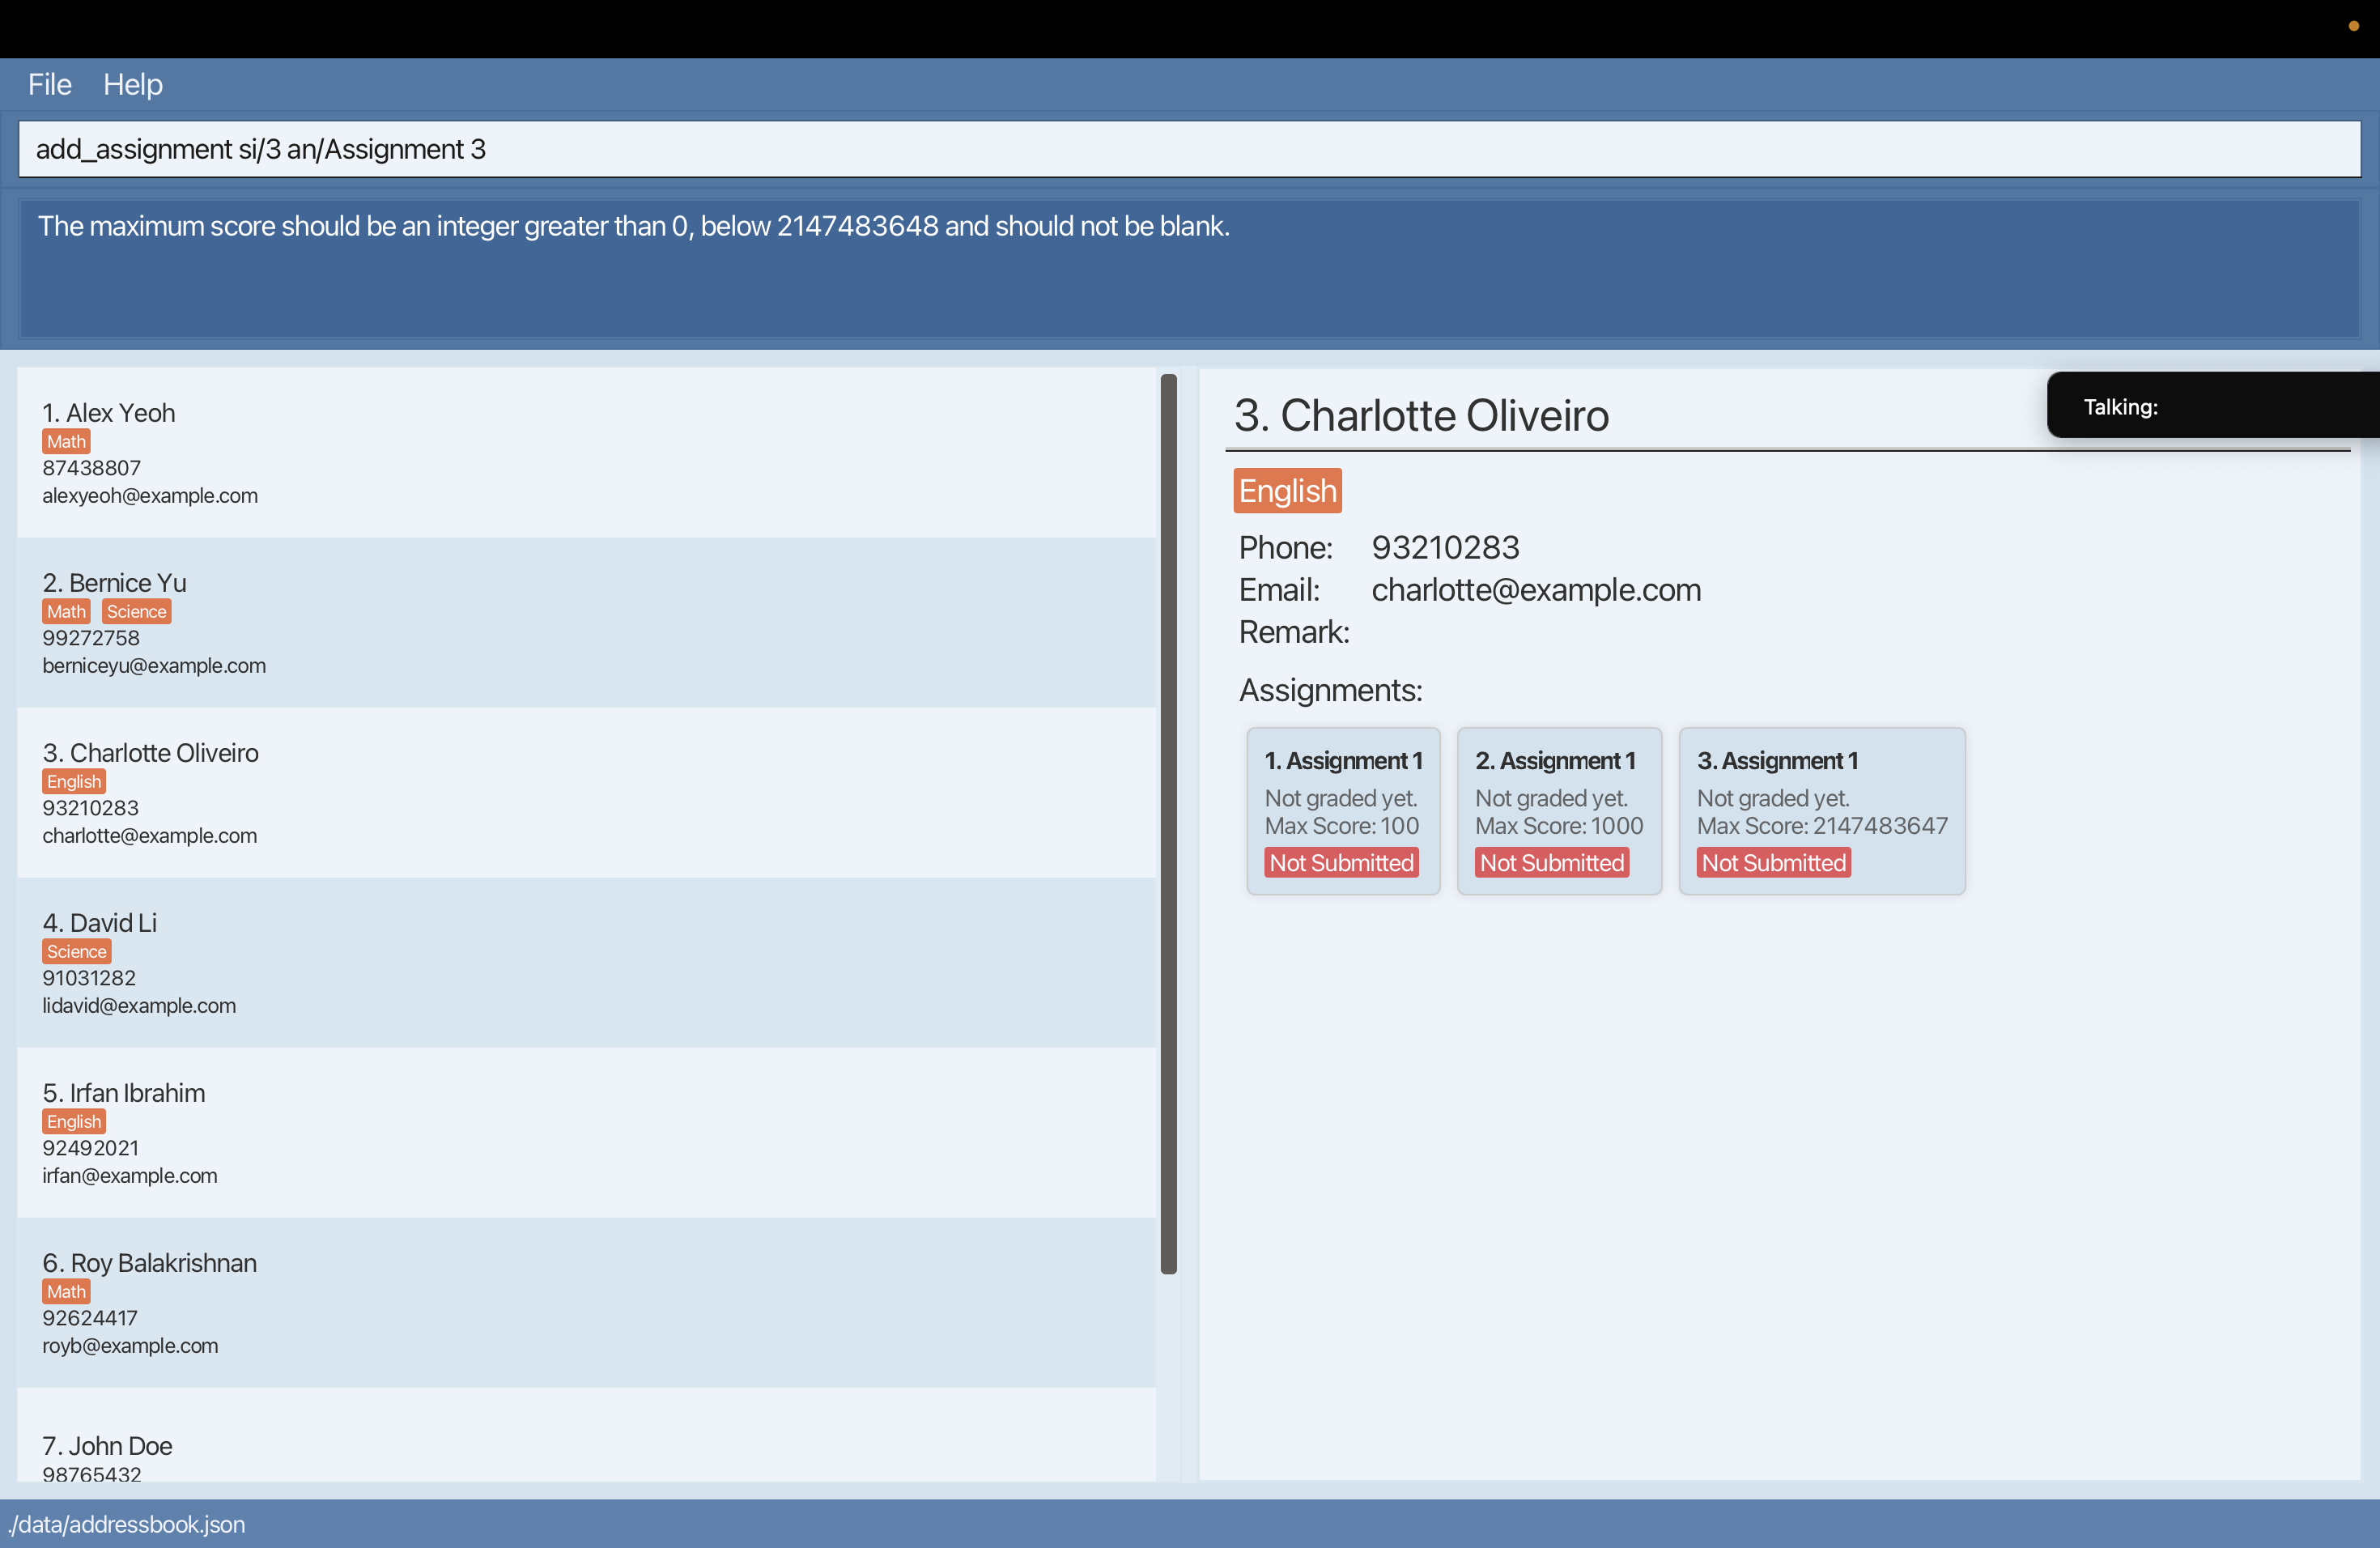 File Help
add_assignment si/3 an/Assignment 3
The maximum score should be an integer greater than 0, below 2147483648 and should not be blank.
1. Alex Yeoh
Math
87438807
alexyeoh@example.com
2. Bernice Yu
Math Science
99272758
berniceyu@example.com
3. Charlotte Oliveiro
English
93210283
charlotte@example.com
4. David Li
Science
91031282
lidavid@example.com
5. Irfan Ibrahim
English
92492021
irfan@example.com
6. Roy Balakrishnan
Math
92624417
royb@example.com
7. John Doe
98765432
3. Charlotte Oliveiro
Talking:
English
Phone: 93210283
Email: charlotte@example.com
Remark:
Assignments:
1. Assignment 1
Not graded yet.
Max Score: 100
Not Submitted
2. Assignment 1
Not graded yet.
Max Score: 1000
Not Submitted
3. Assignment 1
Not graded yet.
Max Score: 2147483647
Not Submitted
./data/addressbook.json